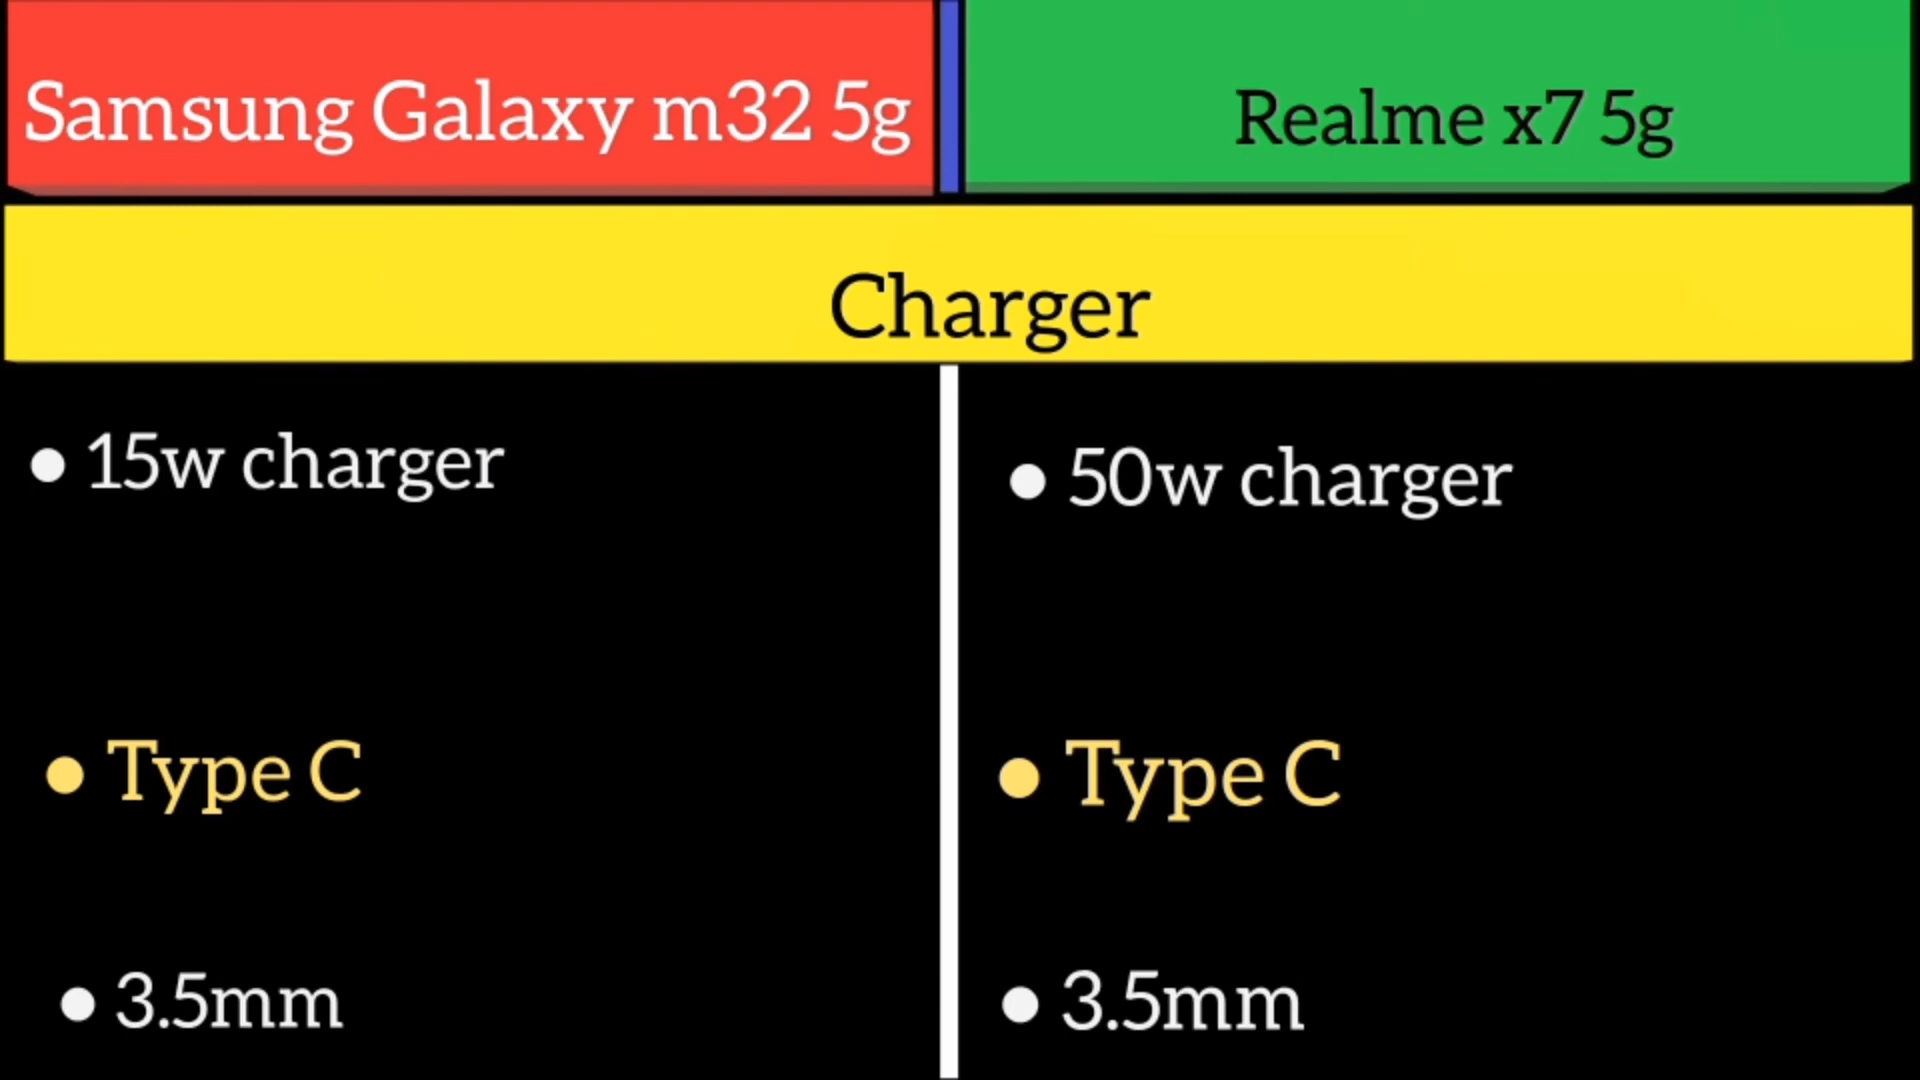 Samsung Galaxy m32 5g
Realme x7 5g
Charger
15w charger
50w charger
Type C
Type C
3.5mm
3.5mm